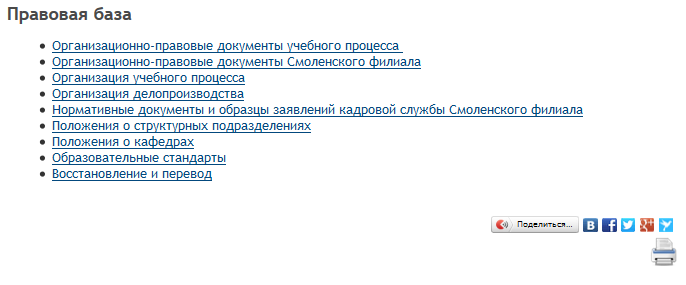 Правовая база
Организационно-правовые документы учебного процесса
Организационно-правовые документы Смоленского филиала
Организация учебного процесса
Организация делопроизводства
Нормативные документы и образцы заявлений кадровой службы Смоленского филиала
Положения о структурных подразделениях
Положения о кафедрах
Образовательные стандарты
Восстановление и перевод
Поделиться...